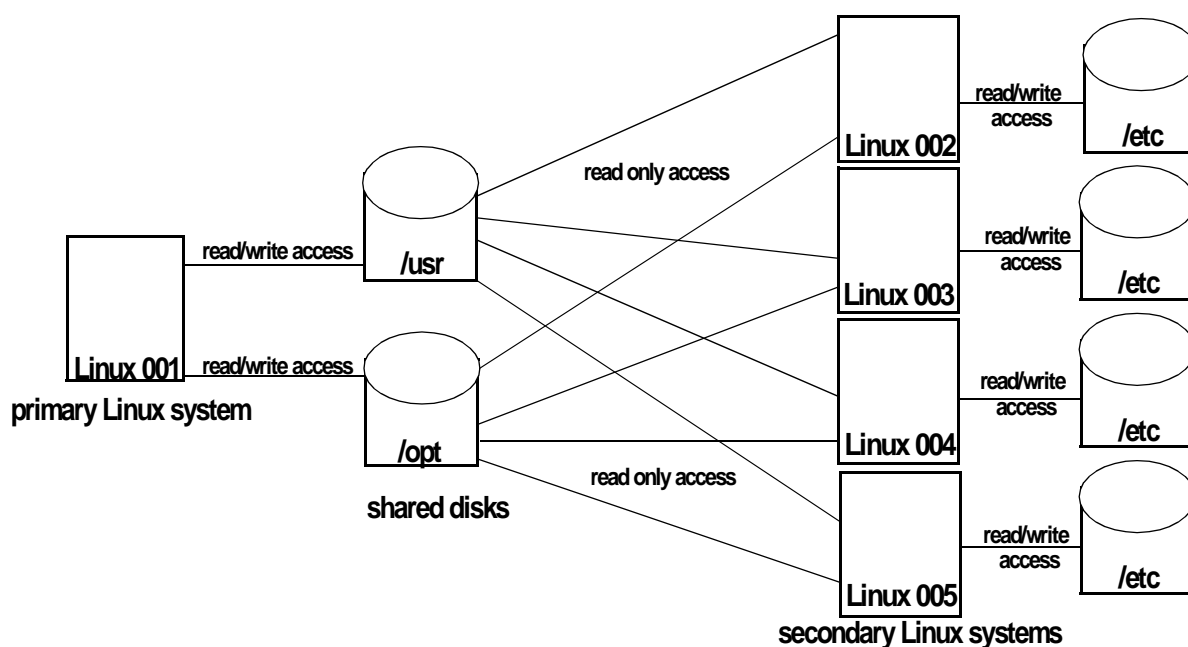 Linux 001
primary Linux system
read/write access
read/write access
/usr
/opt
shared disks
read only access
read only access
Linux 002
Linux 003
Linux 004
Linux 005
secondary Linux systems
read/write
access
/etc
read/write
access
/etc
read/write
access
/etc
read/write
access
/etc